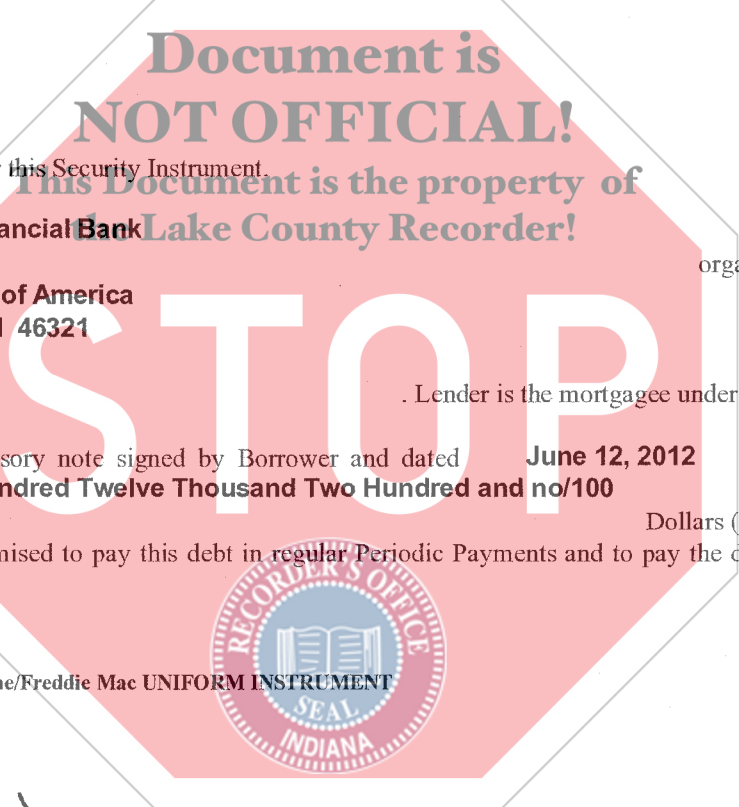 Document is
NOT OFFICIAL!
this Security Instrument.
This Document is the property of
ancial Bank
the Lake County Recorder!
orga
of America
46321
STOP
. Lender is the mortgagee under
sory note signed by Borrower and dated June 12, 2012
ndred Twelve Thousand Two Hundred and no/100
Dollars (
nised to pay this debt in regular Periodic Payments and to pay the d
RECORDER'S OFFICE
ne/Freddie Mac UNIFORM INSTRUMENT
SEAL
INDIANA